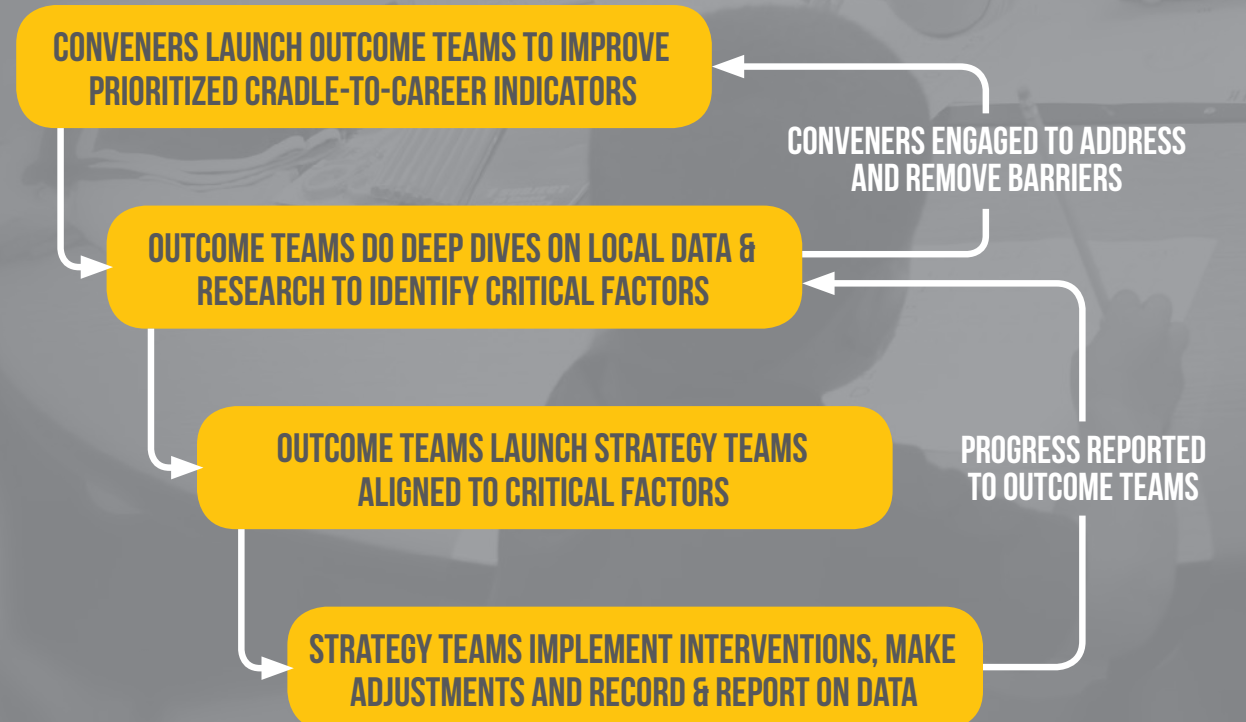 CONVENERS LAUNCH OUTCOME TEAMS TO IMPROVE
PRIORITIZED CRADLE-TO-CAREER INDICATORS
CONVENERS ENGAGED TO ADDRESS
AND REMOVE BARRIERS
OUTCOME TEAMS DO DEEP DIVES ON LOCAL DATA &
RESEARCH TO IDENTIFY CRITICAL FACTORS
OUTCOME TEAMS LAUNCH STRATEGY TEAMS
ALIGNED TO CRITICAL FACTORS
PROGRESS REPORTED
TO OUTCOME TEAMS
STRATEGY TEAMS IMPLEMENT INTERVENTIONS, MAKE
ADJUSTMENTS AND RECORD & REPORT ON DATA